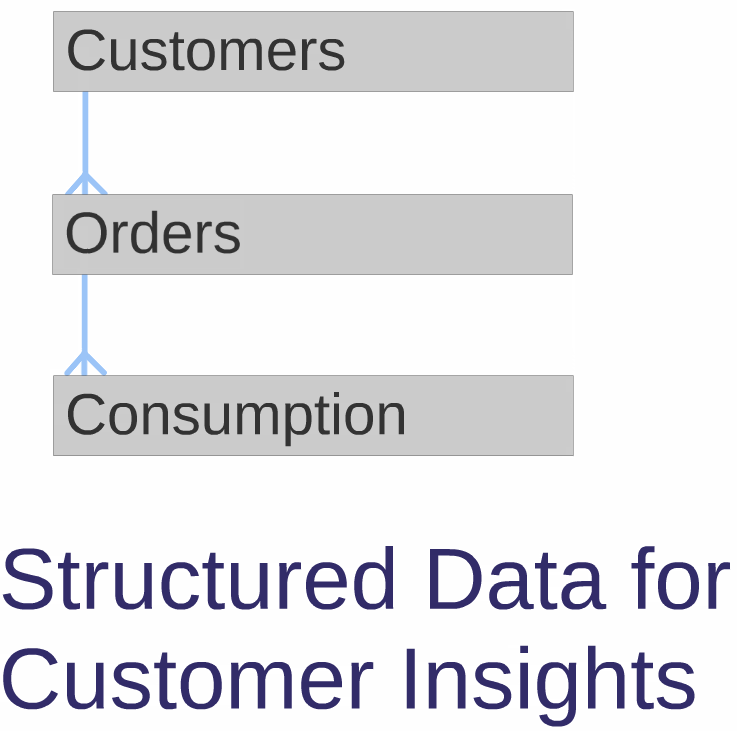 Customers
Orders
Consumption
Structured Data for
Customer Insights